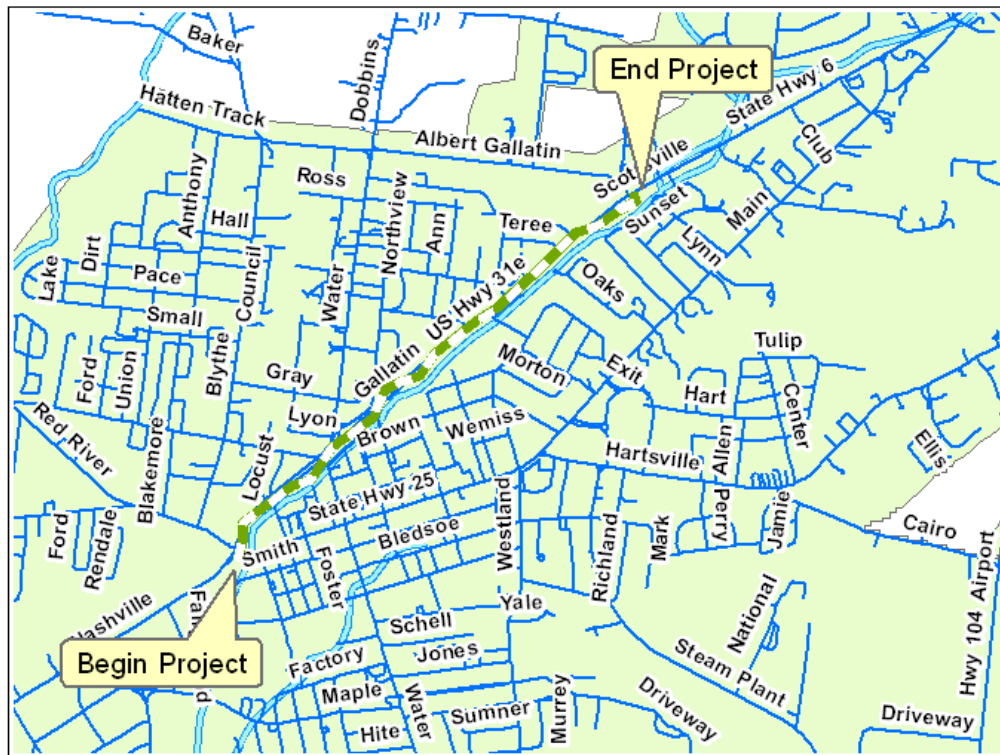 Baker
Dobbins
End Project
State Hwy 6
Hatten Track
Albert Gallatin
Club
Scottsville
Anthony
Ross
Northview
Ann
Sunset
Main
Hall
Teree
Lynn
Dirt
Council
Water
Lake
Pace
US Hwy 31e
Oaks
Small
Tulip
Ford
Union
Blythe
Gray
Gallatin
Morton
Exit
Hart
Center
Lyon
Brown
Wemiss
Red River
Blakemore
Locust
Hartsville
Allen
Ellis
State Hwy 25
Perry
Jamie
Ford
Rendale
Smith
Bledsoe
Westland
Richland
Mark
Cairo
Foster
Hwy 104 Airport
Nashville
Yale
National
Schell
Begin Project
Factory
Jones
Steam Plant
Maple
Water
Sumner
Murrey
Driveway
Hite
Driveway